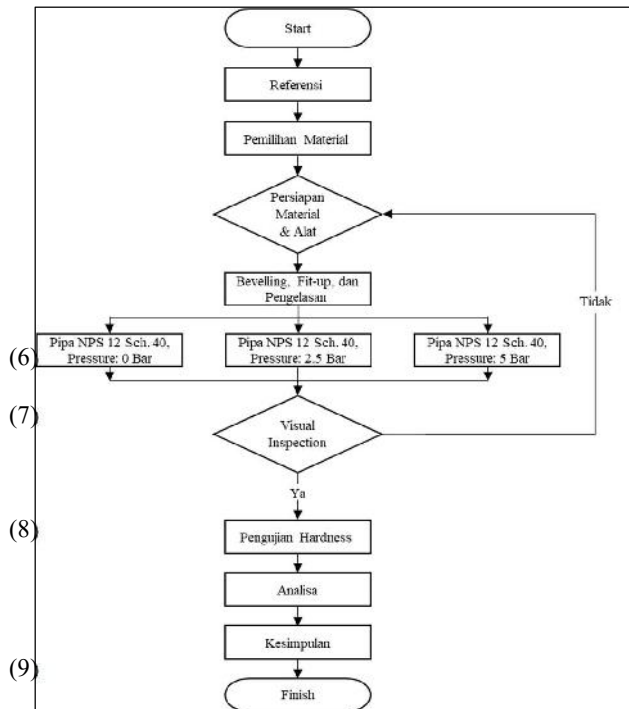 Start
Referensi
Pemilihan Material
Persiapan
Material
& Alat
Bevelling, Fit-up, dan
Pengelasan
Tidak
(6)
Pipa NPS 12 Sch. 40,
Pressure: 0 Bar
Pipa NPS 12 Sch. 40,
Pressure: 2.5 Bar
Pipa NPS 12 Sch. 40,
Pressure: 5 Bar
(7)
Visual
Inspection
Ya
(8)
Pengujian Hardness
Analisa
Kesimpulan
(9)
Finish